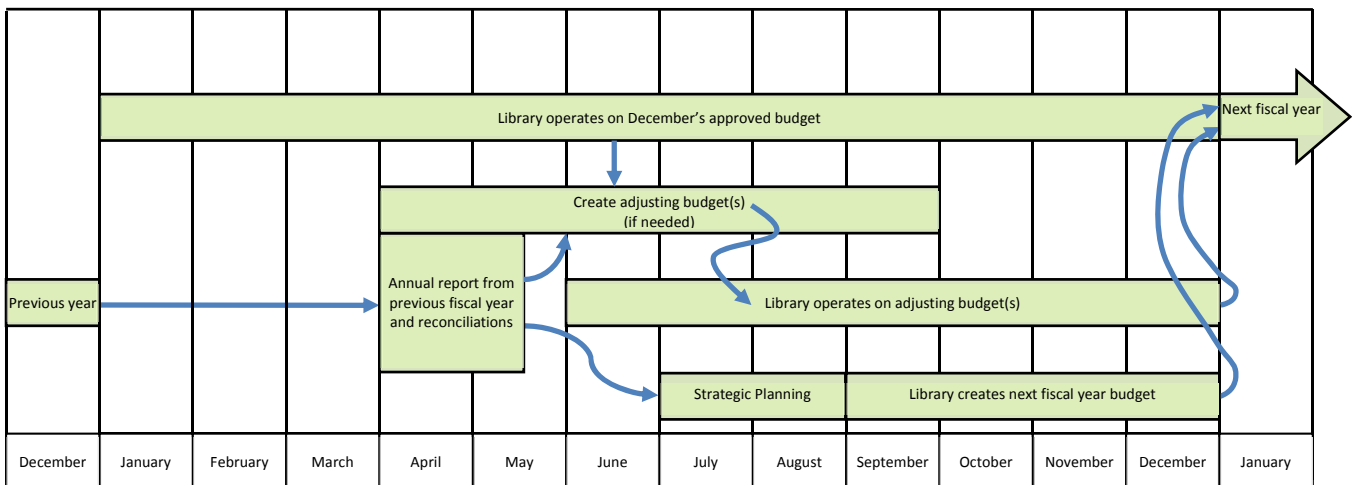 Library operates on December's approved budget
Next fiscal year
Create adjusting budget(s)
(if needed)
Previous year
Annual report from
previous fiscal year
and reconciliations
Library operates on adjusting budget(s)
Strategic Planning
Library creates next fiscal year budget
December
January
February
March
April
May
June
July
August
September
October
November
December
January